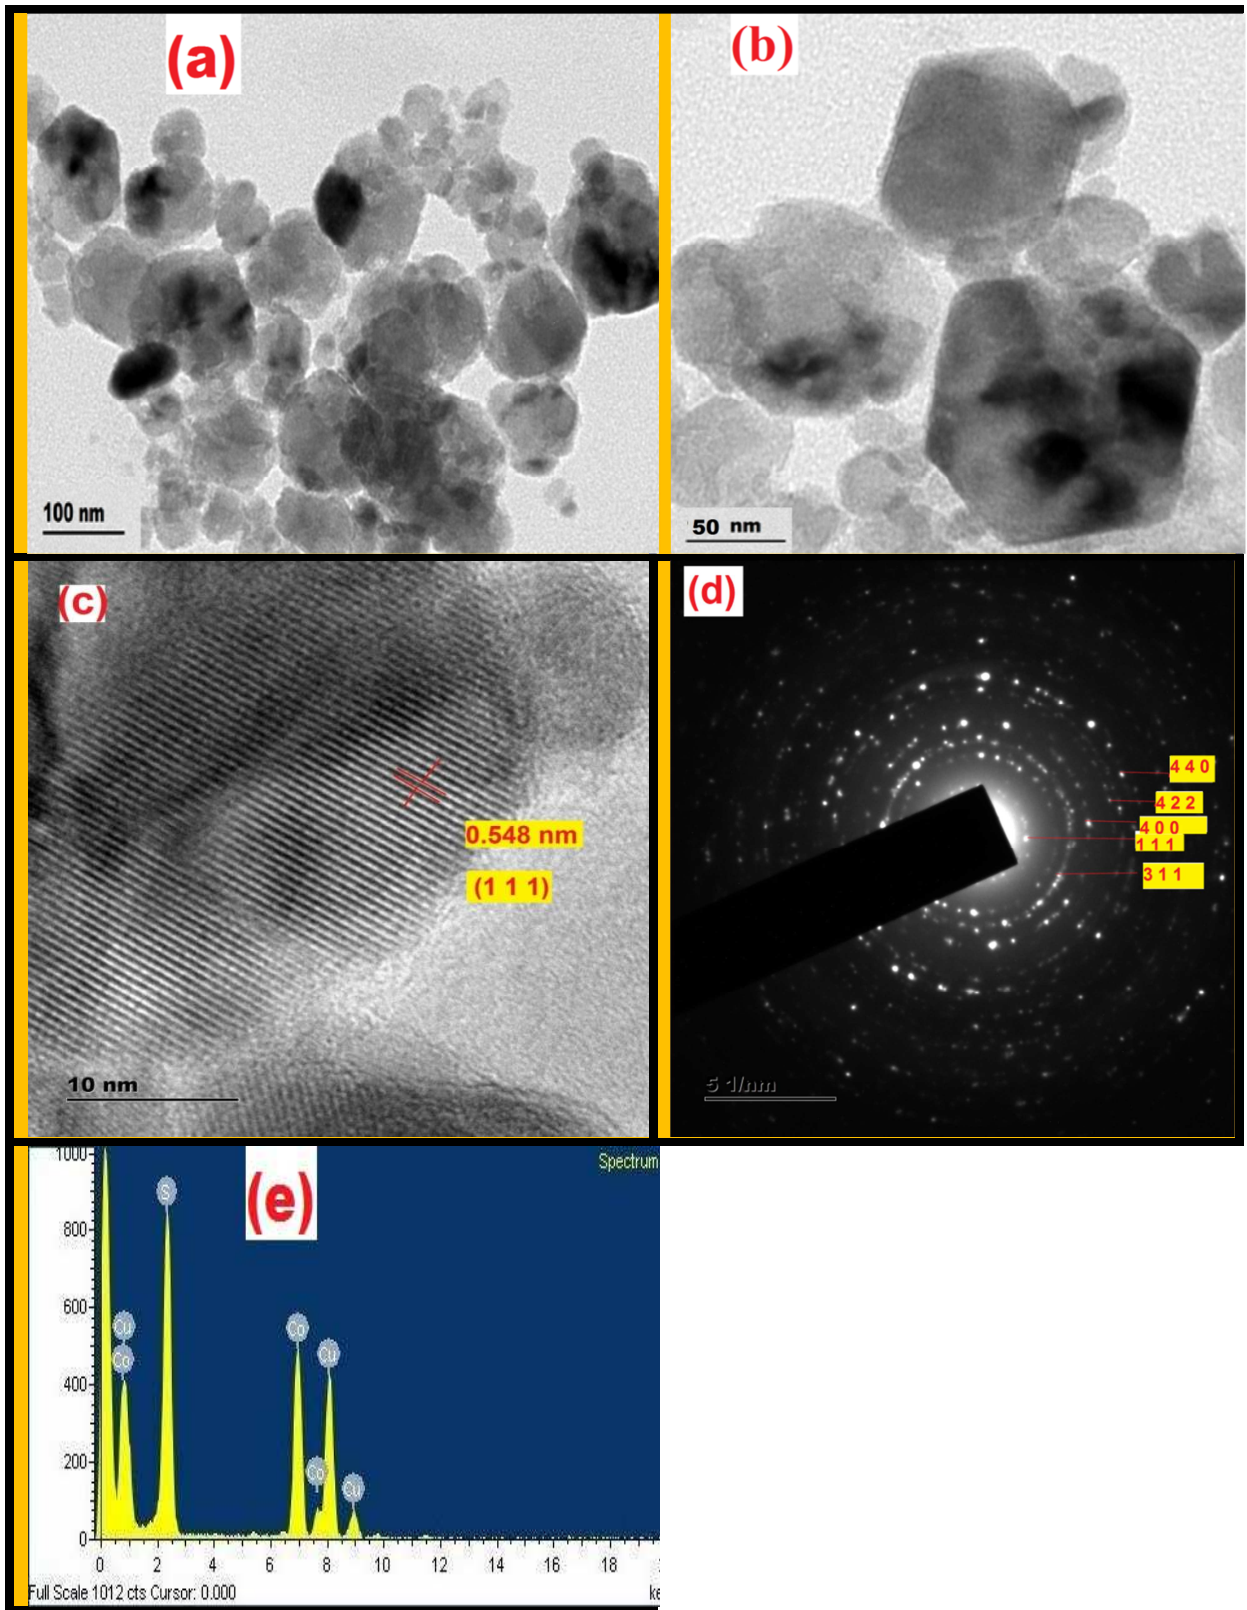 (a)
100 nm
(b)
50 nm
(c)
0.548 nm
(1 1 1)
10 nm
(d)
4 4 0
4 2 2
4 0 0
1 1 1
3 1 1
5 1/nm
(e)
Spectrum
1000
800
600
400
200
0
S
Cu
Co
Co
Cu
Co
Cu
0 2 4 6 8 10 12 14 16 18
Full Scale 1012 cts Cursor: 0.000